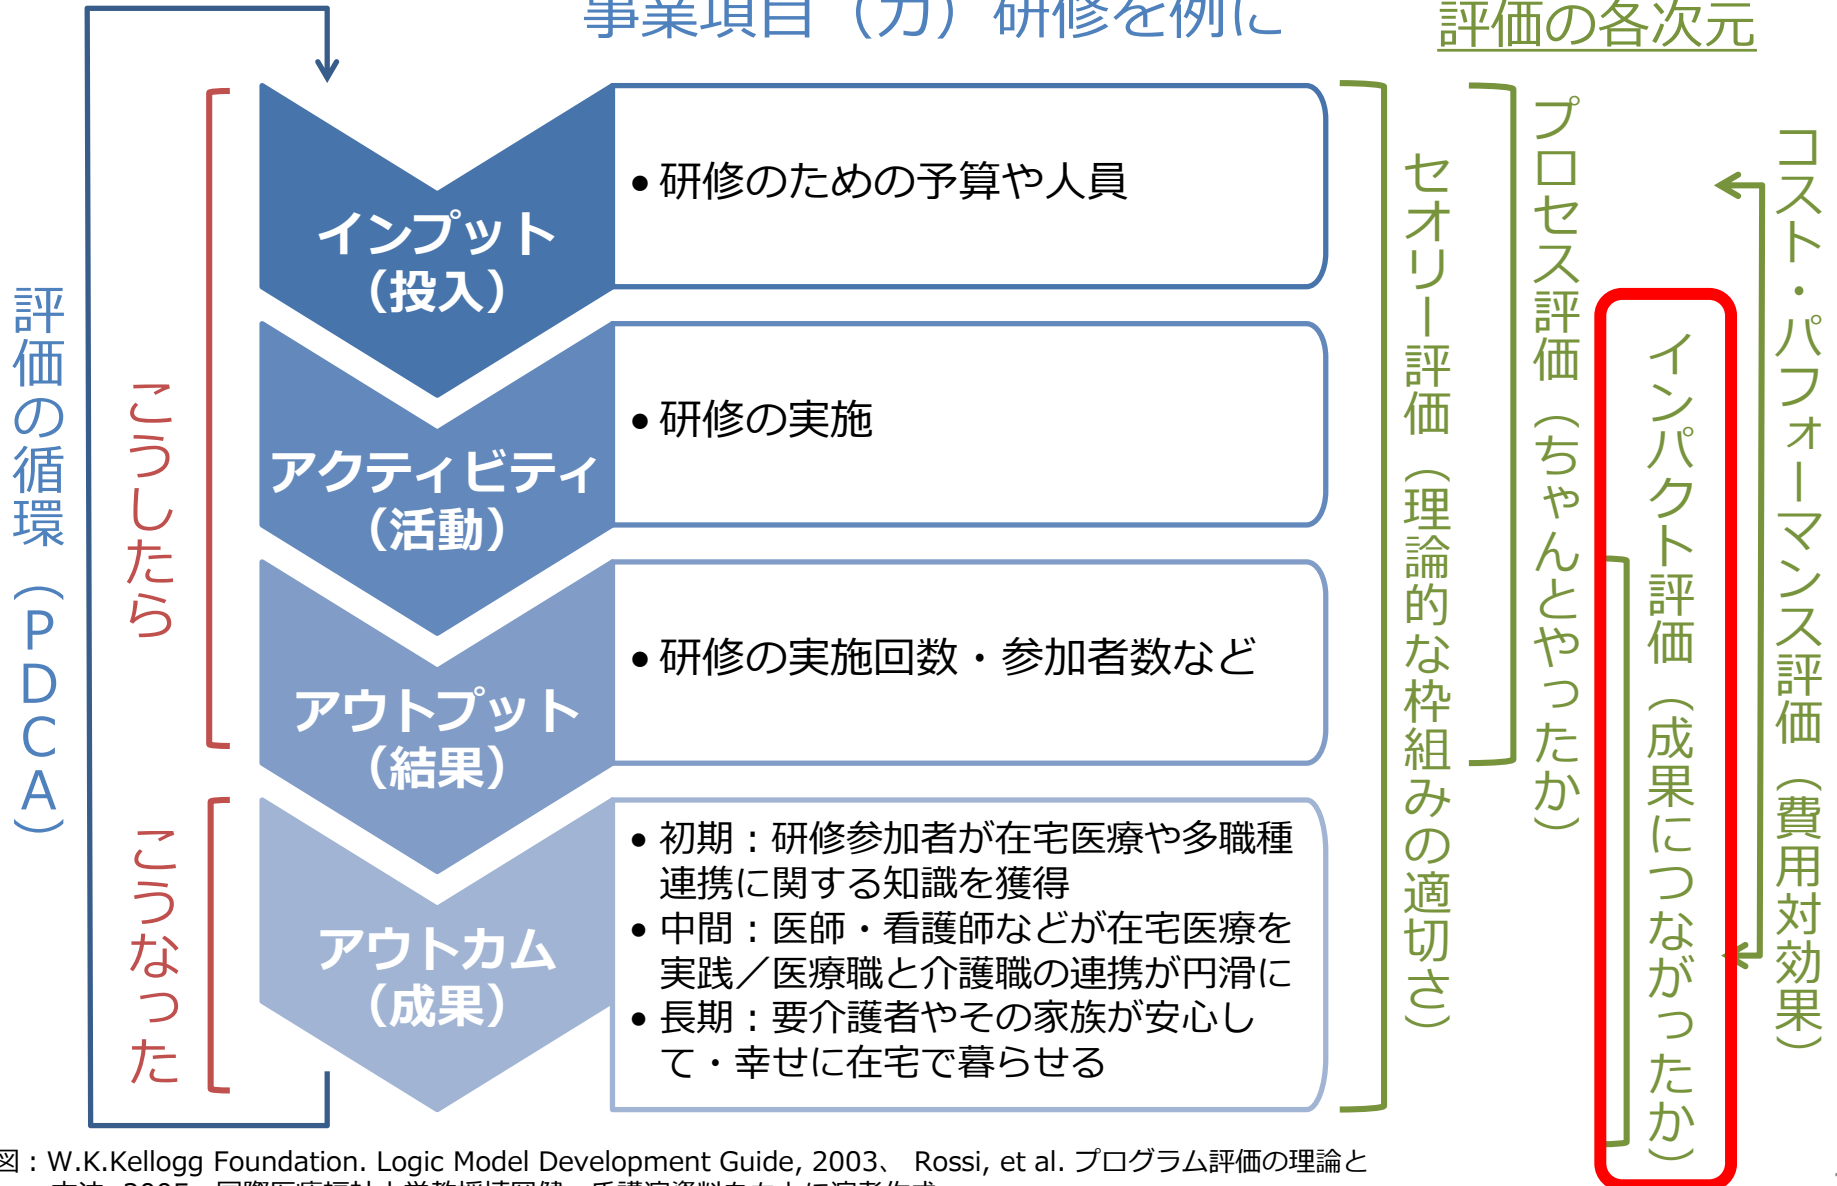 事業項目（カ）研修を例に
評価の各次元
評価の循環（PDCA）
こうしたら
こうなった
インプット
（投入）
• 研修のための予算や人員
アクティビティ
（活動）
• 研修の実施
アウトプット
（結果）
• 研修の実施回数・参加者数など
アウトカム
（成果）
• 初期：研修参加者が在宅医療や多職種
連携に関する知識を獲得
• 中間：医師・看護師などが在宅医療を
実践／医療職と介護職の連携が円滑に
• 長期：要介護者やその家族が安心し
て・幸せに在宅で暮らせる
セオリー評価（理論的な枠組みの適切さ）
プロセス評価（ちゃんとやったか）
インパクト評価（成果につながったか）
コスト・パフォーマンス評価（費用対効果）
図：W.K.Kellogg Foundation. Logic Model Development Guide, 2003、 Rossi, et al. プログラム評価の理論と